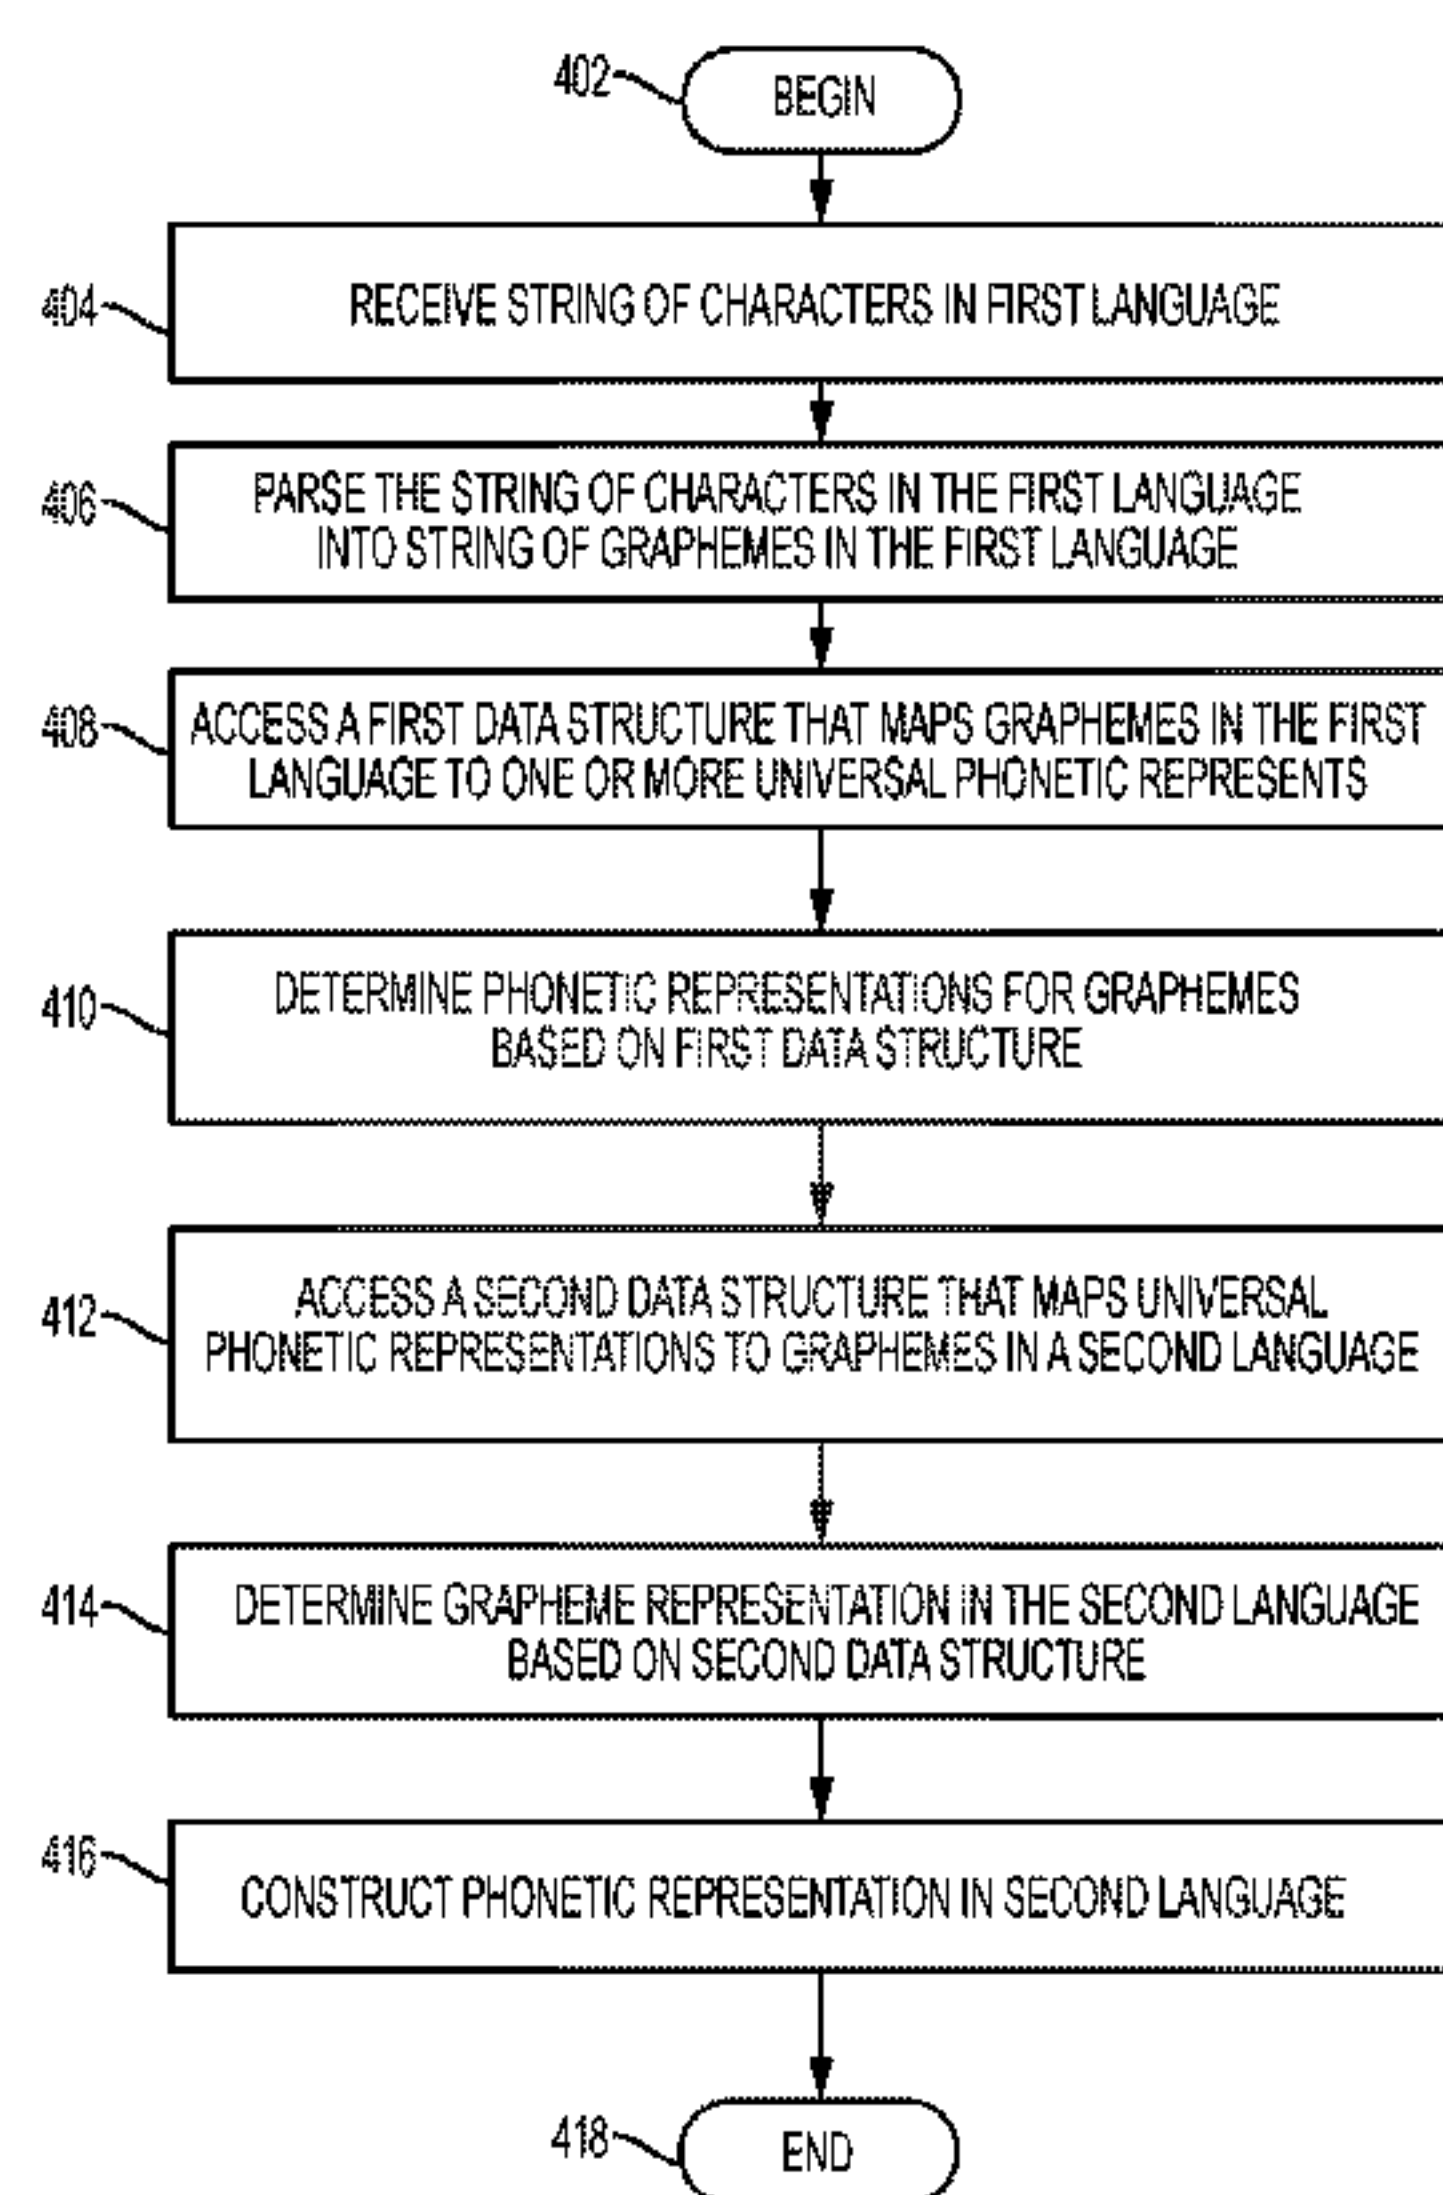 402
BEGIN
404
RECEIVE STRING OF CHARACTERS IN FIRST LANGUAGE
406
PARSE THE STRING OF CHARACTERS IN THE FIRST LANGUAGE
INTO STRING OF GRAPHEMES IN THE FIRST LANGUAGE
408
ACCESS A FIRST DATA STRUCTURE THAT MAPS GRAPHEMES IN THE FIRST
LANGUAGE TO ONE OR MORE UNIVERSAL PHONETIC REPRESENTS
410
DETERMINE PHONETIC REPRESENTATIONS FOR GRAPHEMES
BASED ON FIRST DATA STRUCTURE
412
ACCESS A SECOND DATA STRUCTURE THAT MAPS UNIVERSAL
PHONETIC REPRESENTATIONS TO GRAPHEMES IN A SECOND LANGUAGE
414
DETERMINE GRAPHEME REPRESENTATION IN THE SECOND LANGUAGE
BASED ON SECOND DATA STRUCTURE
416
CONSTRUCT PHONETIC REPRESENTATION IN SECOND LANGUAGE
418
END